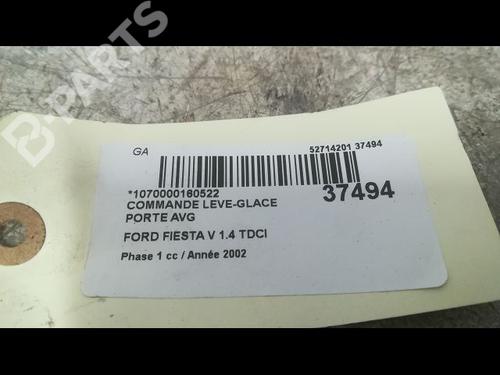 B-PARTS
GA
52714201 37494
*1070000160522
37494
COMMANDE LEVE-GLACE
PORTE AVG
FORD FIESTA V 1.4 TDCI
Phase 1 cc / Année 2002